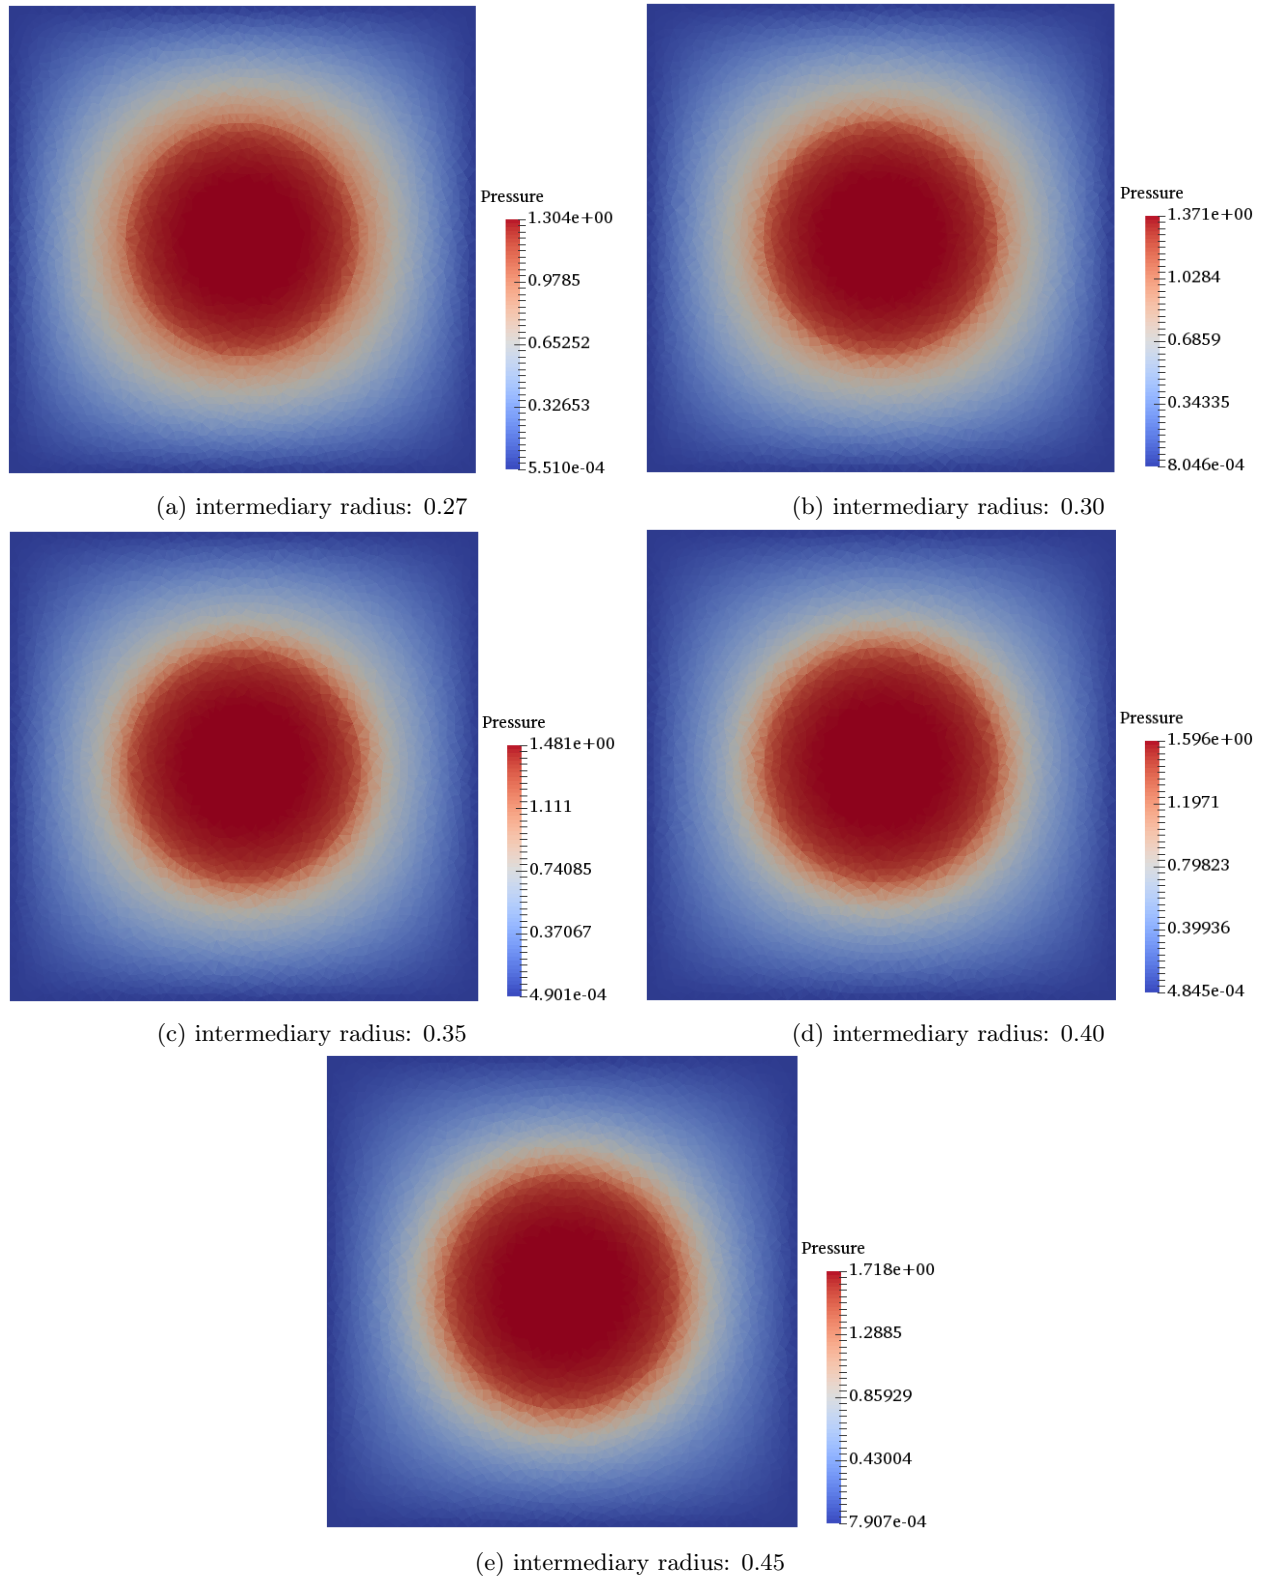 Pressure
1.304e+00
0.9785
0.65252
0.32653
5.510e-04
(a) intermediary radius: 0.27
Pressure
1.371e+00
1.0284
0.6859
0.34335
8.046e-04
(b) intermediary radius: 0.30
Pressure
1.481e+00
1.111
0.74085
0.37067
4.901e-04
(c) intermediary radius: 0.35
Pressure
1.596e+00
1.1971
0.79823
0.39936
4.845e-04
(d) intermediary radius: 0.40
Pressure
1.718e+00
1.2885
0.85929
0.43004
7.907e-04
(e) intermediary radius: 0.45